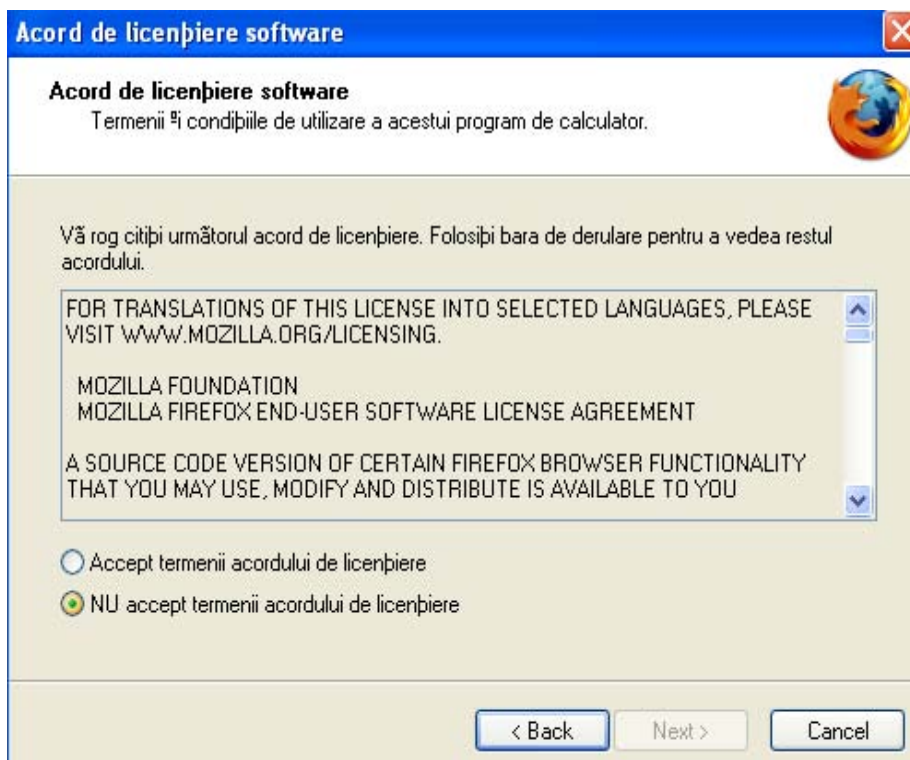 Acord de licenþiere software
Acord de licenþiere software
Termenii ªi condiþiile de utilizare a acestui program de calculator.
Vã rog citiþi urmãtorul acord de licenþiere. Folosiþi bara de derulare pentru a vedea restul
acordului.
FOR TRANSLATIONS OF THIS LICENSE INTO SELECTED LANGUAGES, PLEASE
VISIT WWW.MOZILLA.ORG/LICENSING.
MOZILLA FOUNDATION
MOZILLA FIREFOX END-USER SOFTWARE LICENSE AGREEMENT
A SOURCE CODE VERSION OF CERTAIN FIREFOX BROWSER FUNCTIONALITY
THAT YOU MAY USE, MODIFY AND DISTRIBUTE IS AVAILABLE TO YOU
Accept termenii acordului de licenþiere
NU accept termenii acordului de licenþiere
< Back Next > Cancel